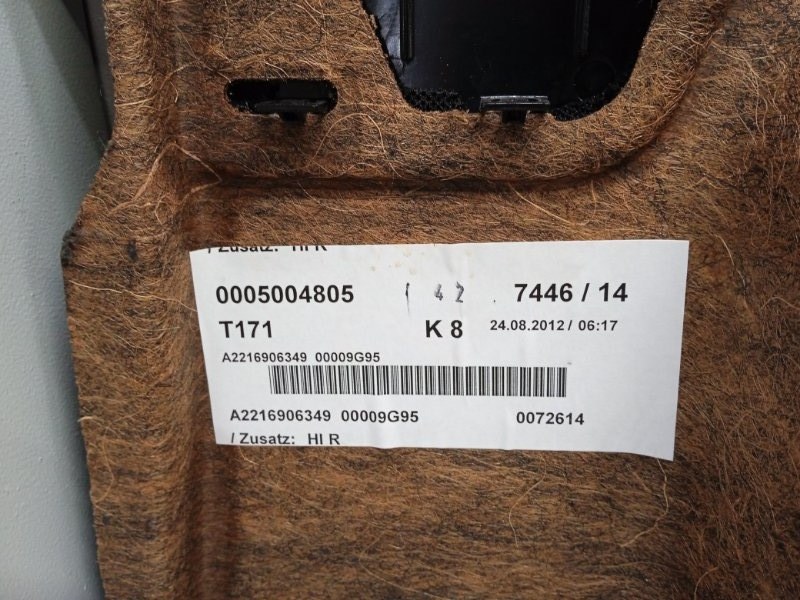 / Zusatz: HI R
0005004805 142 7446 / 14
T171 K 8 24.08.2012 / 06:17
A2216906349 00009G95
A2216906349 00009G95 0072614
/ Zusatz: HI R